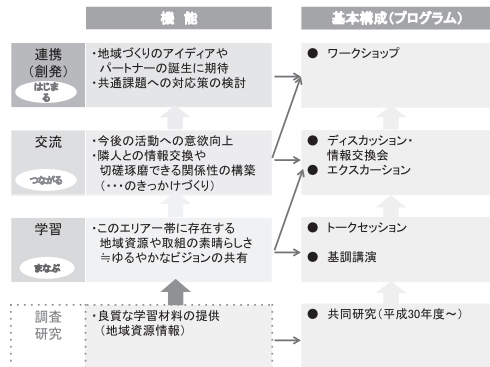 機 能
基本構成(プログラム)
連携
(創発)
はじまる
・地域づくりのアイディアや
パートナーの誕生に期待
・共通課題への対応策の検討
● ワークショップ
交流
つながる
・今後の活動への意欲向上
・隣人との情報交換や
切磋琢磨できる関係性の構築
(・・・のきっかけづくり)
● ディスカッション・
情報交換会
● エクスカーション
学習
まなぶ
・このエリア一帯に存在する
地域資源や取組の素晴らしさ
≒ゆるやかなビジョンの共有
● トークセッション
● 基調講演
調査
研究
・良質な学習材料の提供
(地域資源情報)
● 共同研究(平成30年度~)